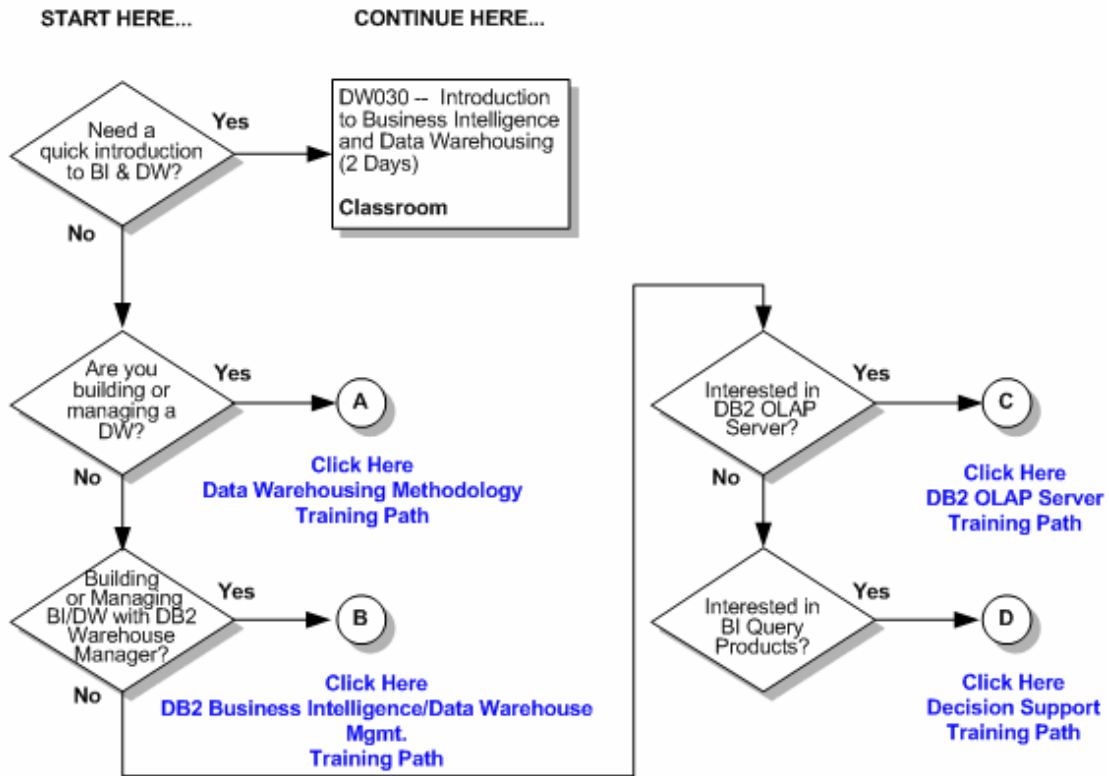 START HERE...
CONTINUE HERE...
Need a
quick introduction
to BI & DW?
Yes
DW030 -- Introduction
to Business Intelligence
and Data Warehousing
(2 Days)
Classroom
No
Are you
building or
managing a
DW?
Yes
A
Click Here
Data Warehousing Methodology
Training Path
No
Building
or Managing
BI/DW with DB2
Warehouse
Manager?
Yes
B
Click Here
DB2 Business Intelligence/Data Warehouse
Mgmt.
Training Path
No
Interested in
DB2 OLAP
Server?
Yes
C
Click Here
DB2 OLAP Server
Training Path
No
Interested in
BI Query
Products?
Yes
D
Click Here
Decision Support
Training Path